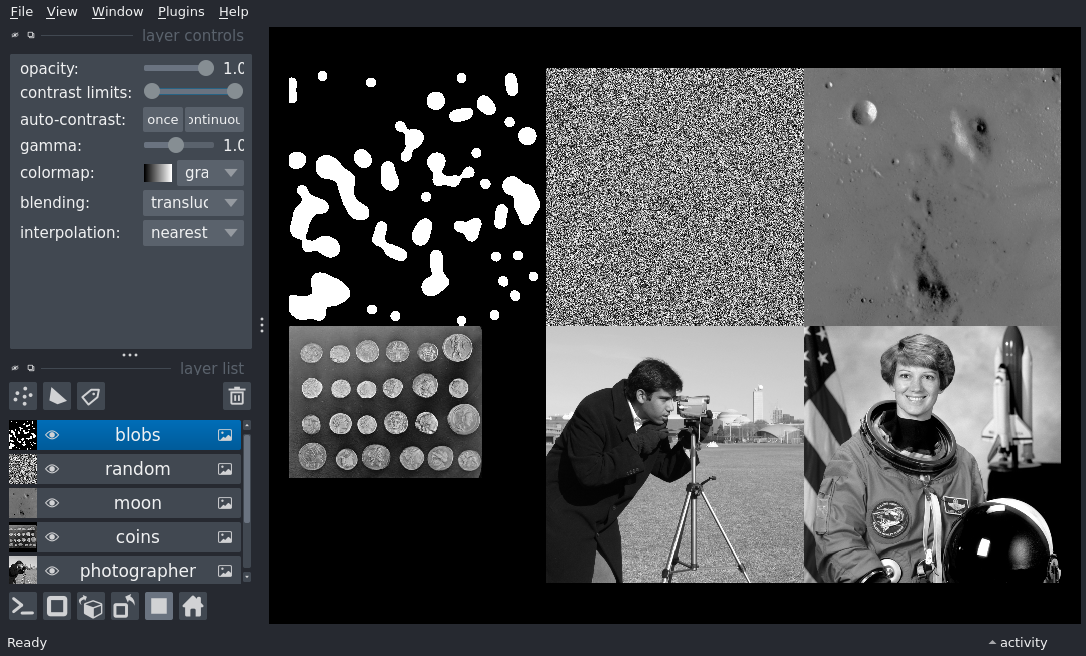 File View Window Plugins Help
layer controls
opacity: 1.0
contrast limits:
auto-contrast: once ontinuou
gamma: 1.0
colormap: gra
blending: transluc
interpolation: nearest
layer list
blobs
random
moon
coins
photographer
Ready
activity